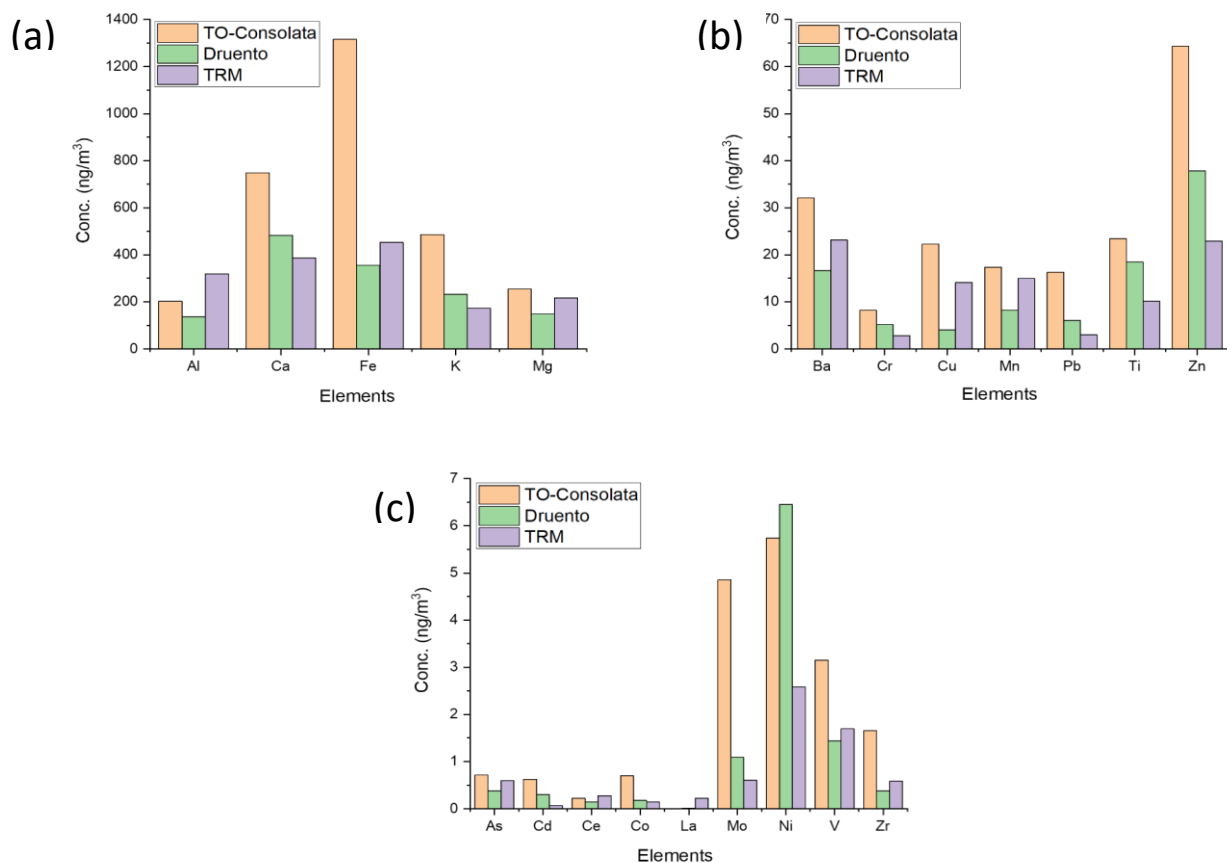 (a)
TO-Consolata
Druento
TRM
Conc. (ng/m³)
1400
1200
1000
800
600
400
200
0
Al Ca Fe K Mg
Elements
(b)
TO-Consolata
Druento
TRM
Conc. (ng/m³)
70
60
50
40
30
20
10
0
Ba Cr Cu Mn Pb Ti Zn
Elements
(c)
TO-Consolata
Druento
TRM
Conc. (ng/m³)
7
6
5
4
3
2
1
0
As Cd Ce Co La Mo Ni V Zr
Elements